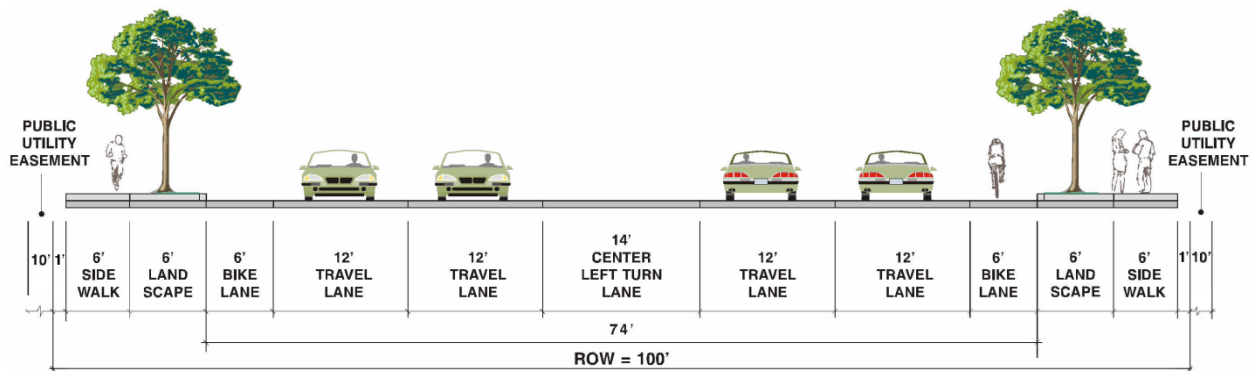 PUBLIC
UTILITY
EASEMENT
PUBLIC
UTILITY
EASEMENT
10'
1'
6'
SIDE
WALK
6'
LAND
SCAPE
6'
BIKE
LANE
12'
TRAVEL
LANE
12'
TRAVEL
LANE
14'
CENTER
LEFT TURN
LANE
12'
TRAVEL
LANE
12'
TRAVEL
LANE
6'
BIKE
LANE
6'
LAND
SCAPE
6'
SIDE
WALK
1'
10'
74'
ROW = 100'